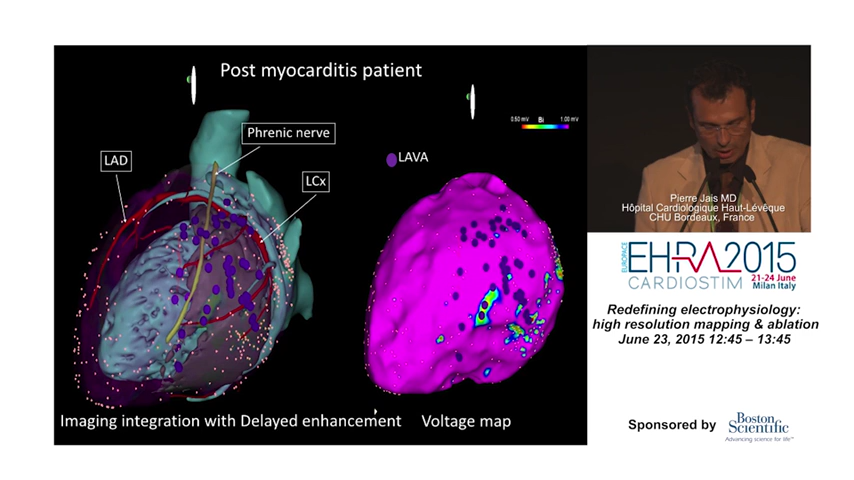 Post myocarditis patient
Phrenic nerve
LAD
LCx
LAVA
0.50 mV Bi 1.00 mV
Imaging integration with Delayed enhancement
Voltage map
Pierre Jais MD
Hôpital Cardiologique Haut-Lévêque
CHU Bordeaux, France
EUROPACE
EHRA2015
CARDIOSTIM
21-24 June
Milan Italy
Redefining electrophysiology:
high resolution mapping & ablation
June 23, 2015 12:45 – 13:45
Sponsored by
Boston
Scientific
Advancing science for life™